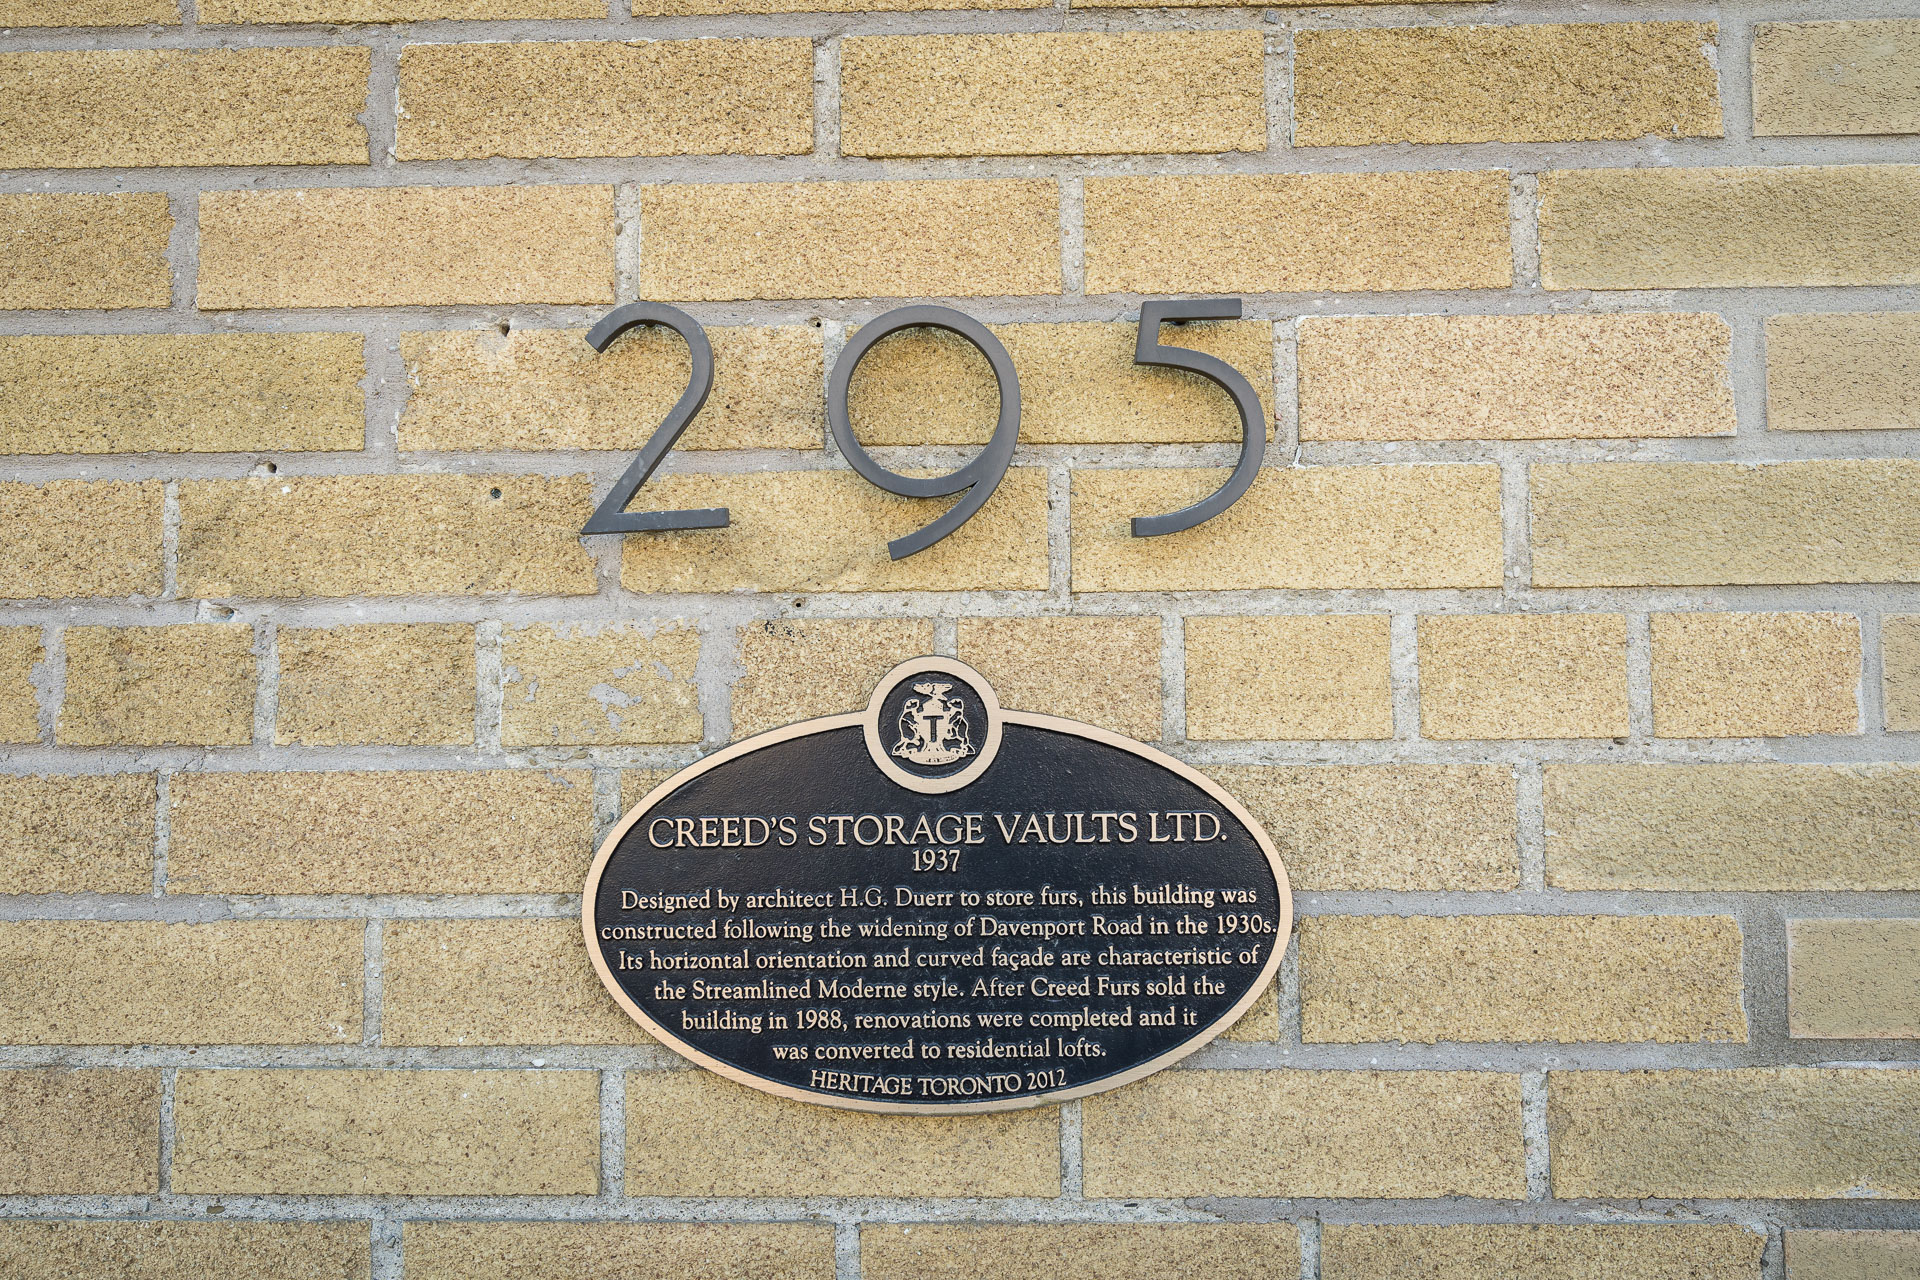 295
T
CREED'S STORAGE VAULTS LTD.
1937
Designed by architect H.G. Duerr to store furs, this building was
constructed following the widening of Davenport Road in the 1930s.
Its horizontal orientation and curved façade are characteristic of
the Streamlined Moderne style. After Creed Furs sold the
building in 1988, renovations were completed and it
was converted to residential lofts.
HERITAGE TORONTO 2012